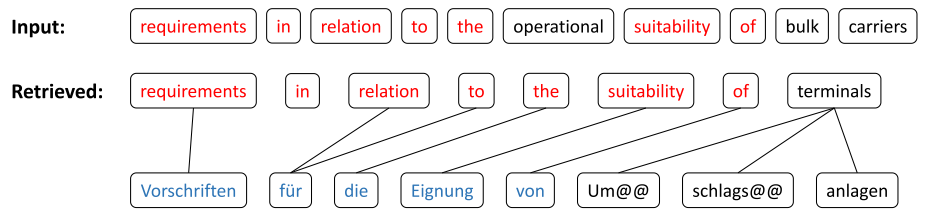 Input: requirements in relation to the operational suitability of bulk carriers
Retrieved: requirements in relation to the suitability of terminals
Vorschriften für die Eignung von Um@@ schlags@@ anlagen